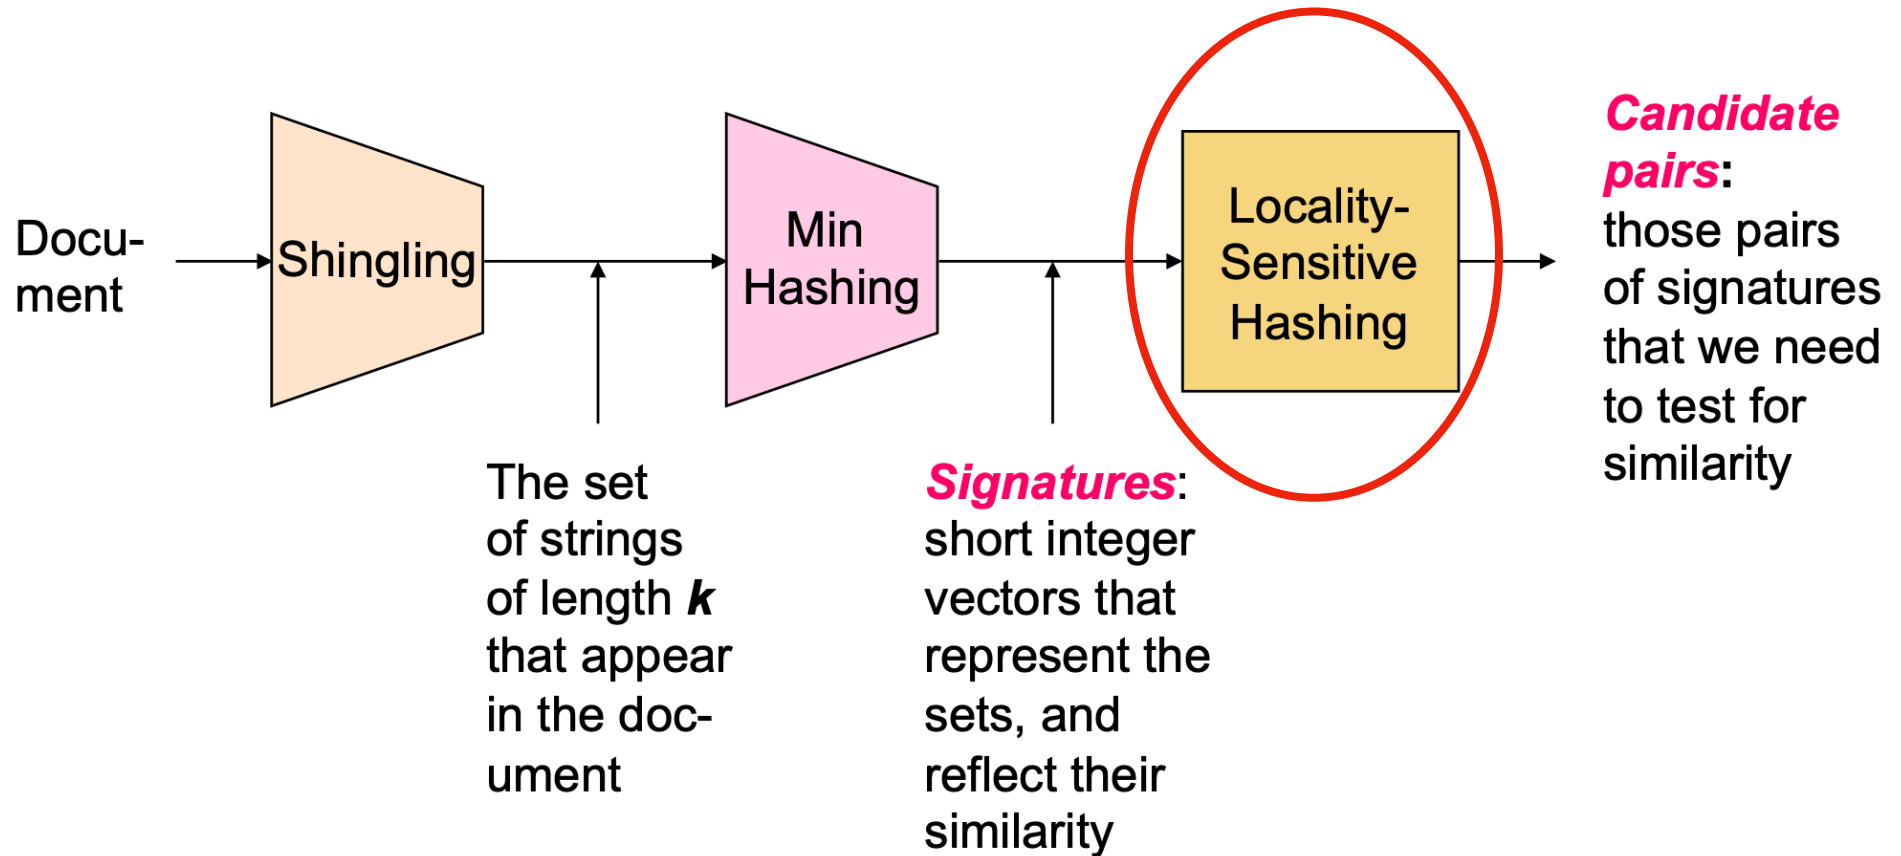 Docu-
ment
Shingling
The set
of strings
of length k
that appear
in the doc-
ument
Min
Hashing
Signatures:
short integer
vectors that
represent the
sets, and
reflect their
similarity
Locality-
Sensitive
Hashing
Candidate
pairs:
those pairs
of signatures
that we need
to test for
similarity